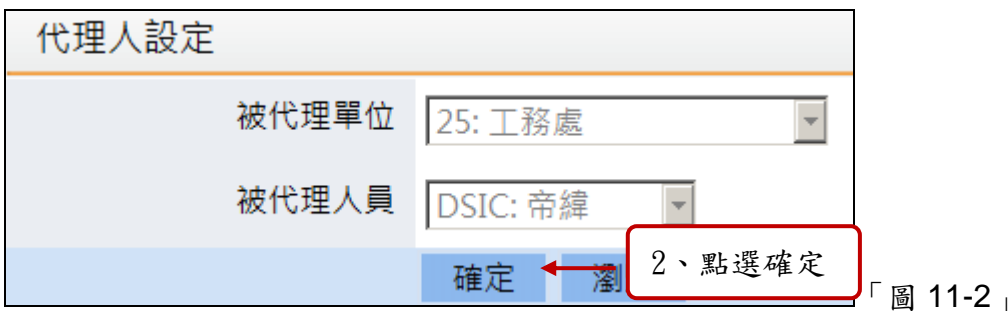 代理人設定
被代理單位 25: 工務處
被代理人員 DSIC: 帝緯
確定 瀏
2、點選確定
「圖 11-2」